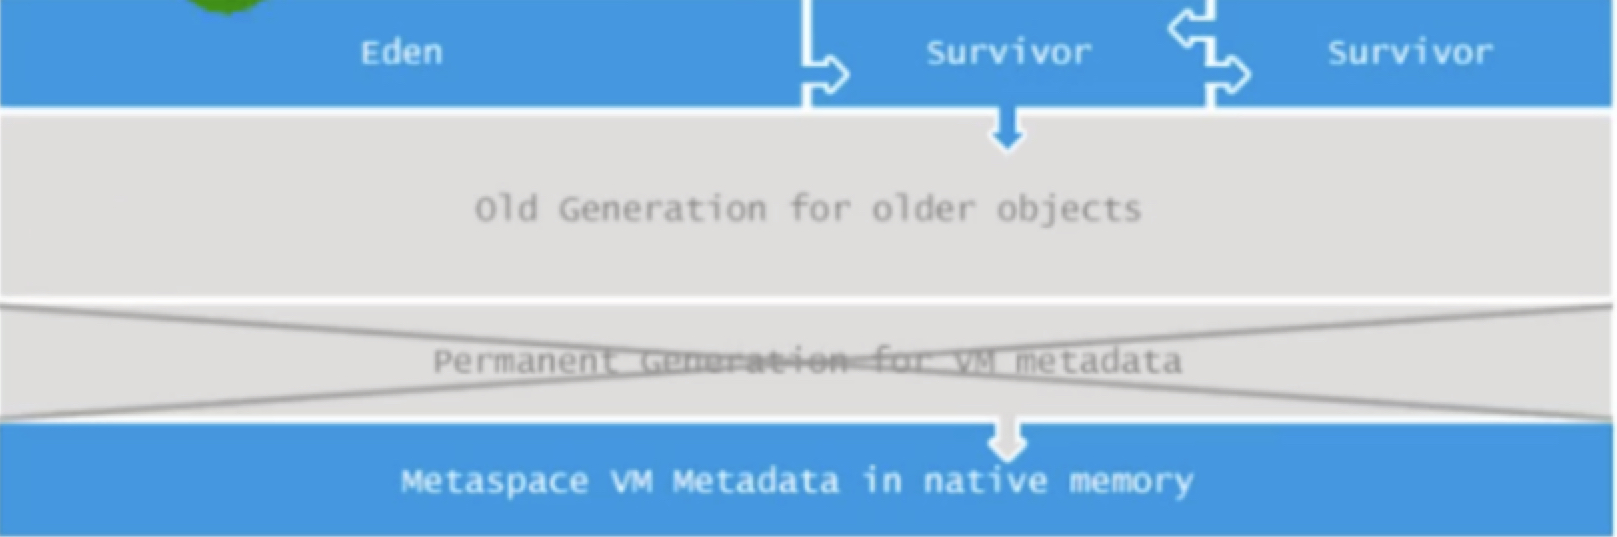 Eden Survivor Survivor
Old Generation for older objects
Permanent Generation for VM metadata
Metaspace VM Metadata in native memory